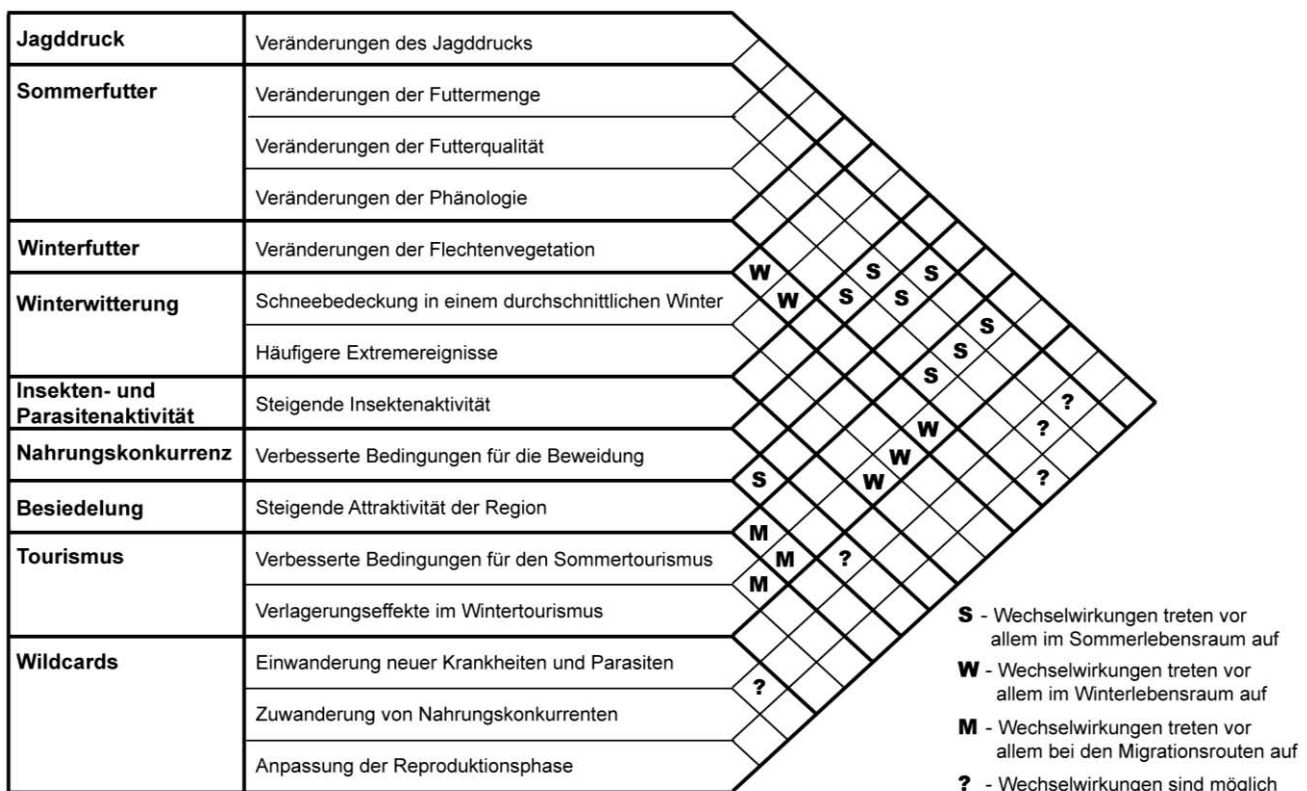 Jagddruck
Veränderungen des Jagddrucks
Sommerfutter
Veränderungen der Futtermenge
Veränderungen der Futterqualität
Veränderungen der Phänologie
Winterfutter
Veränderungen der Flechtenvegetation
Winterwitterung
Schneebedeckung in einem durchschnittlichen Winter
Häufigere Extremereignisse
Insekten- und
Parasitenaktivität
Steigende Insektenaktivität
Nahrungskonkurrenz
Verbesserte Bedingungen für die Beweidung
Besiedelung
Steigende Attraktivität der Region
Tourismus
Verbesserte Bedingungen für den Sommertourismus
Verlagerungseffekte im Wintertourismus
Wildcards
Einwanderung neuer Krankheiten und Parasiten
Zuwanderung von Nahrungskonkurrenten
Anpassung der Reproduktionsphase
W S S
W S S
S
S
S
?
W ?
W
S W ?
M
M ?
M
?
S - Wechselwirkungen treten vor
allem im Sommerlebensraum auf
W - Wechselwirkungen treten vor
allem im Winterlebensraum auf
M - Wechselwirkungen treten vor
allem bei den Migrationsrouten auf
? - Wechselwirkungen sind möglich